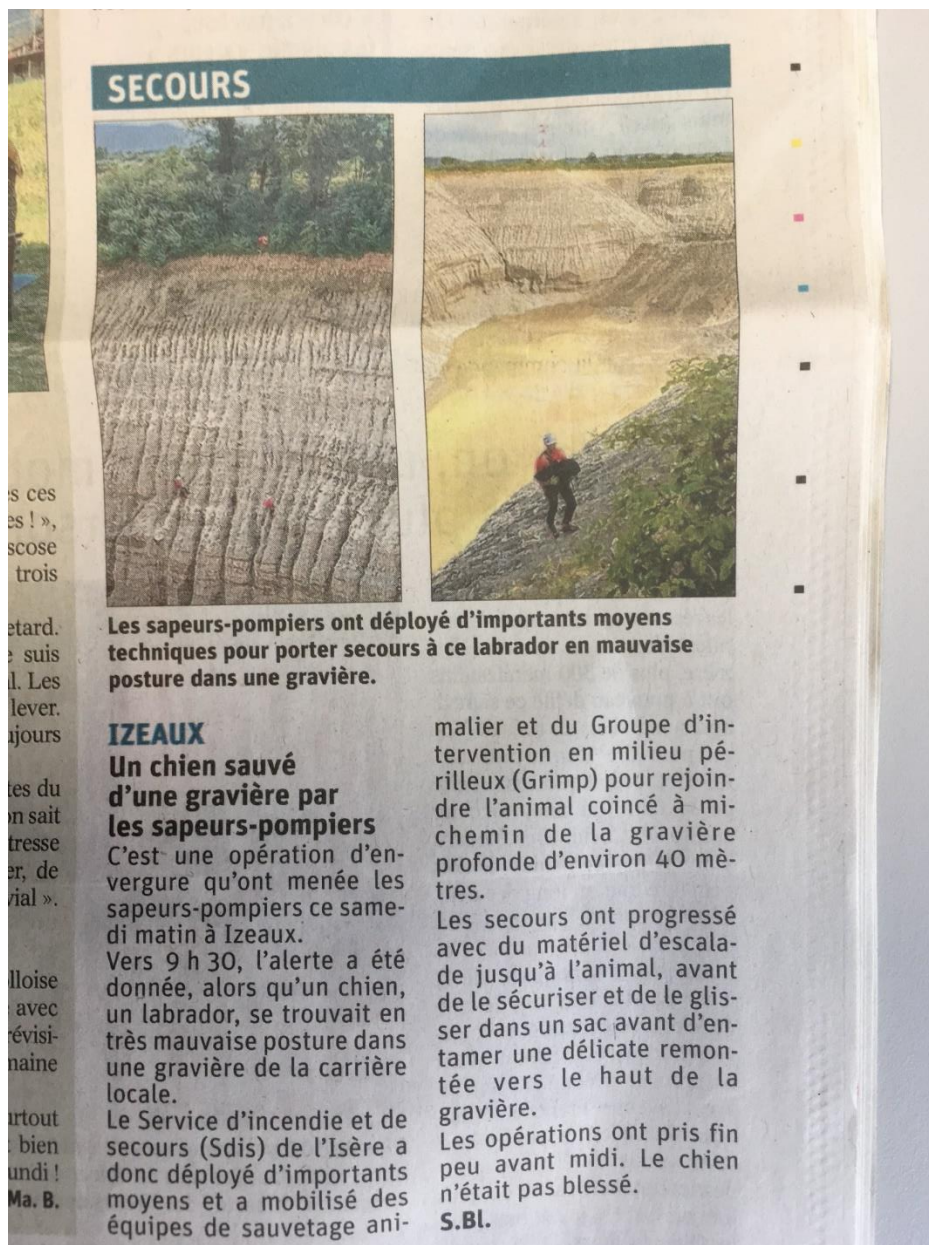 SECOURS
Les sapeurs-pompiers ont déployé d'importants moyens
techniques pour porter secours à ce labrador en mauvaise
posture dans une gravière.
IZEAUX
Un chien sauvé
d'une gravière par
les sapeurs-pompiers
C'est une opération d'en-
vergure qu'ont menée les
sapeurs-pompiers ce same-
di matin à Izeaux.
Vers 9 h 30, l'alerte a été
donnée, alors qu'un chien,
un labrador, se trouvait en
très mauvaise posture dans
une gravière de la carrière
locale.
Le Service d'incendie et de
secours (Sdis) de l'Isère a
donc déployé d'importants
moyens et a mobilisé des
équipes de sauvetage ani-
malier et du Groupe d'in-
tervention en milieu pé-
rilleux (Grimp) pour rejoin-
dre l'animal coincé à mi-
chemin de la gravière
profonde d'environ 40 mè-
tres.
Les secours ont progressé
avec du matériel d'escala-
de jusqu'à l'animal, avant
de le sécuriser et de le glis-
ser dans un sac avant d'en-
tamer une délicate remon-
tée vers le haut de la
gravière.
Les opérations ont pris fin
peu avant midi. Le chien
n'était pas blessé.
S.Bl.
ces
es ! »,
scose
trois
etard.
suis
Les
lever.
ujours
tes du
on sait
tresse
er, de
vial ».
lloise
avec
révisi-
maine
urtout
bien
undi !
Ma. B.